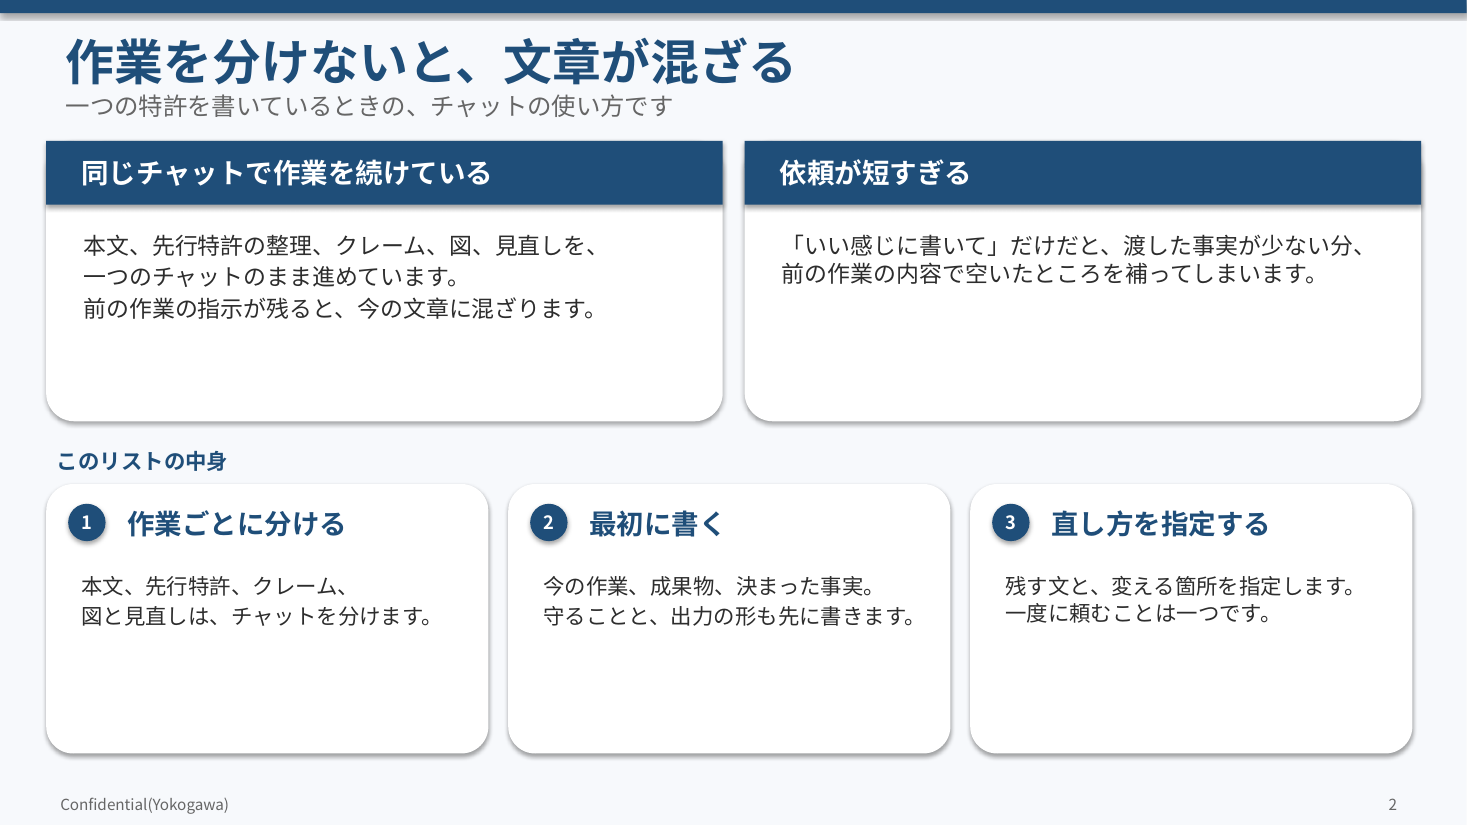 作業を分けないと、文章が混ざる
一つの特許を書いているときの、チャットの使い方です
同じチャットで作業を続けている
本文、先行特許の整理、クレーム、図、見直しを、
一つのチャットのまま進めています。
前の作業の指示が残ると、今の文章に混ざります。
依頼が短すぎる
「いい感じに書いて」だけだと、渡した事実が少ない分、
前の作業の内容で空いたところを補ってしまいます。
このリストの中身
1 作業ごとに分ける
本文、先行特許、クレーム、
図と見直しは、チャットを分けます。
2 最初に書く
今の作業、成果物、決まった事実。
守ることと、出力の形も先に書きます。
3 直し方を指定する
残す文と、変える箇所を指定します。
一度に頼むことは一つです。
Confidential(Yokogawa)
2